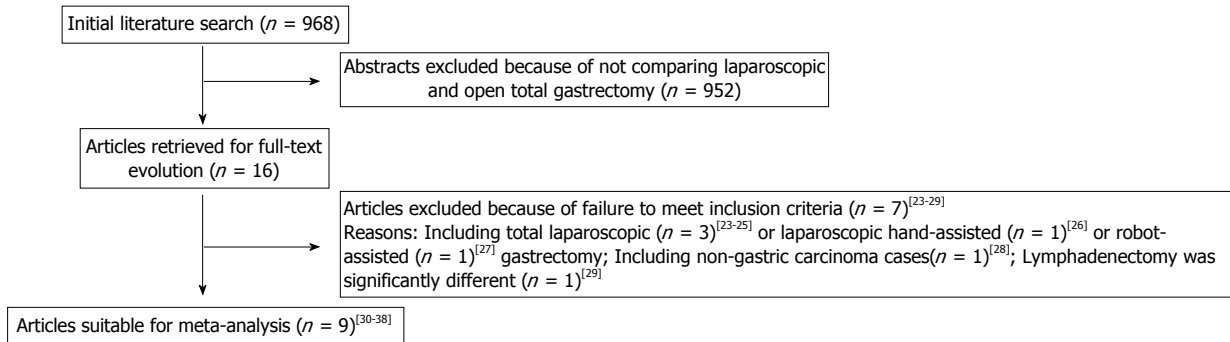 Initial literature search (n = 968)
Abstracts excluded because of not comparing laparoscopic
and open total gastrectomy (n = 952)
Articles retrieved for full-text
evolution (n = 16)
Articles excluded because of failure to meet inclusion criteria (n = 7)[23-29]
Reasons: Including total laparoscopic (n = 3)[23-25] or laparoscopic hand-assisted (n = 1)[26] or robot-
assisted (n = 1)[27] gastrectomy; Including non-gastric carcinoma cases(n = 1)[28]; Lymphadenectomy was
significantly different (n = 1)[29]
Articles suitable for meta-analysis (n = 9)[30-38]